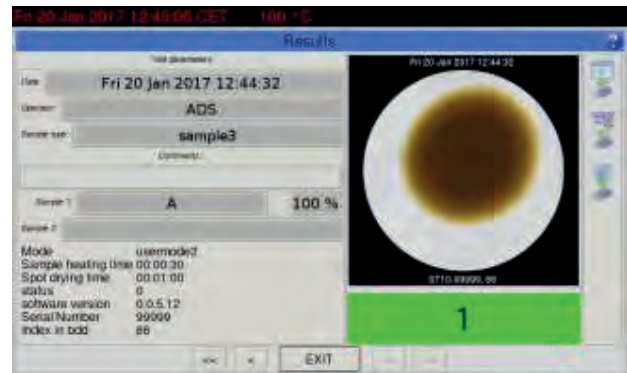 Fri 20 Jan 2017 12:45:06 CET 100 °C
Results
Test parameters
Date Fri 20 Jan 2017 12:44:32
Operator ADS
Sample name sample3
Comments
Sample 1 A 100 %
Sample 2
Mode usermode2
Sample heating time 00:00:30
Spot drying time 00:01:00
status 0
software version 0.0.5.12
Serial Number 99999
Index in bdd 66
Fri 20 Jan 2017 12:44:32
1
<< < EXIT